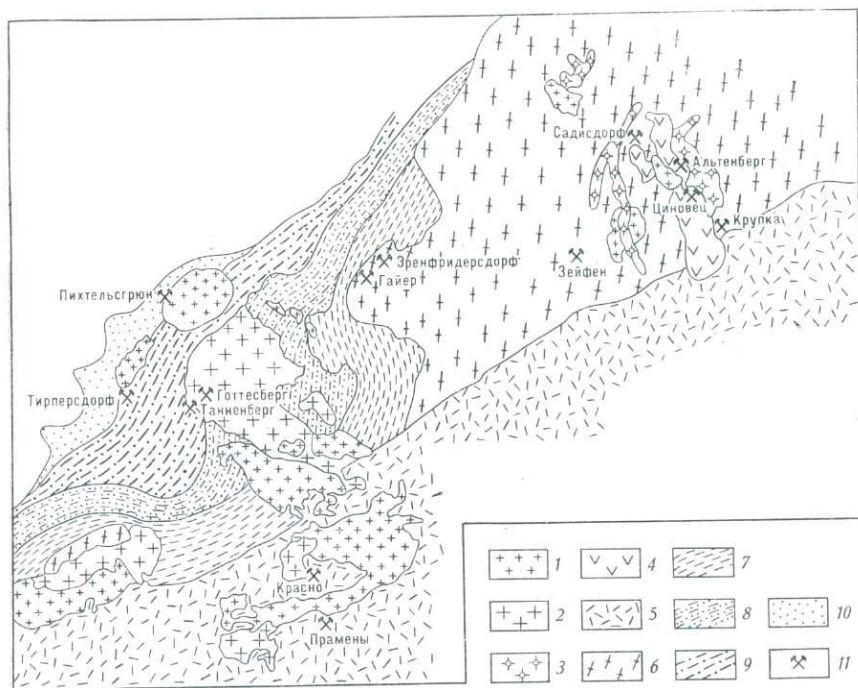 Садисдорф
Альтенберг
Циновец
Крупка
Эренфридерсдорф
Зейфен
Гайер
Пихтельсгрюн
Готтесберг
Тирперсдорф
Танненберг
Красно
Прамены
1 4 7
2 5 8 10
3 6 9 11